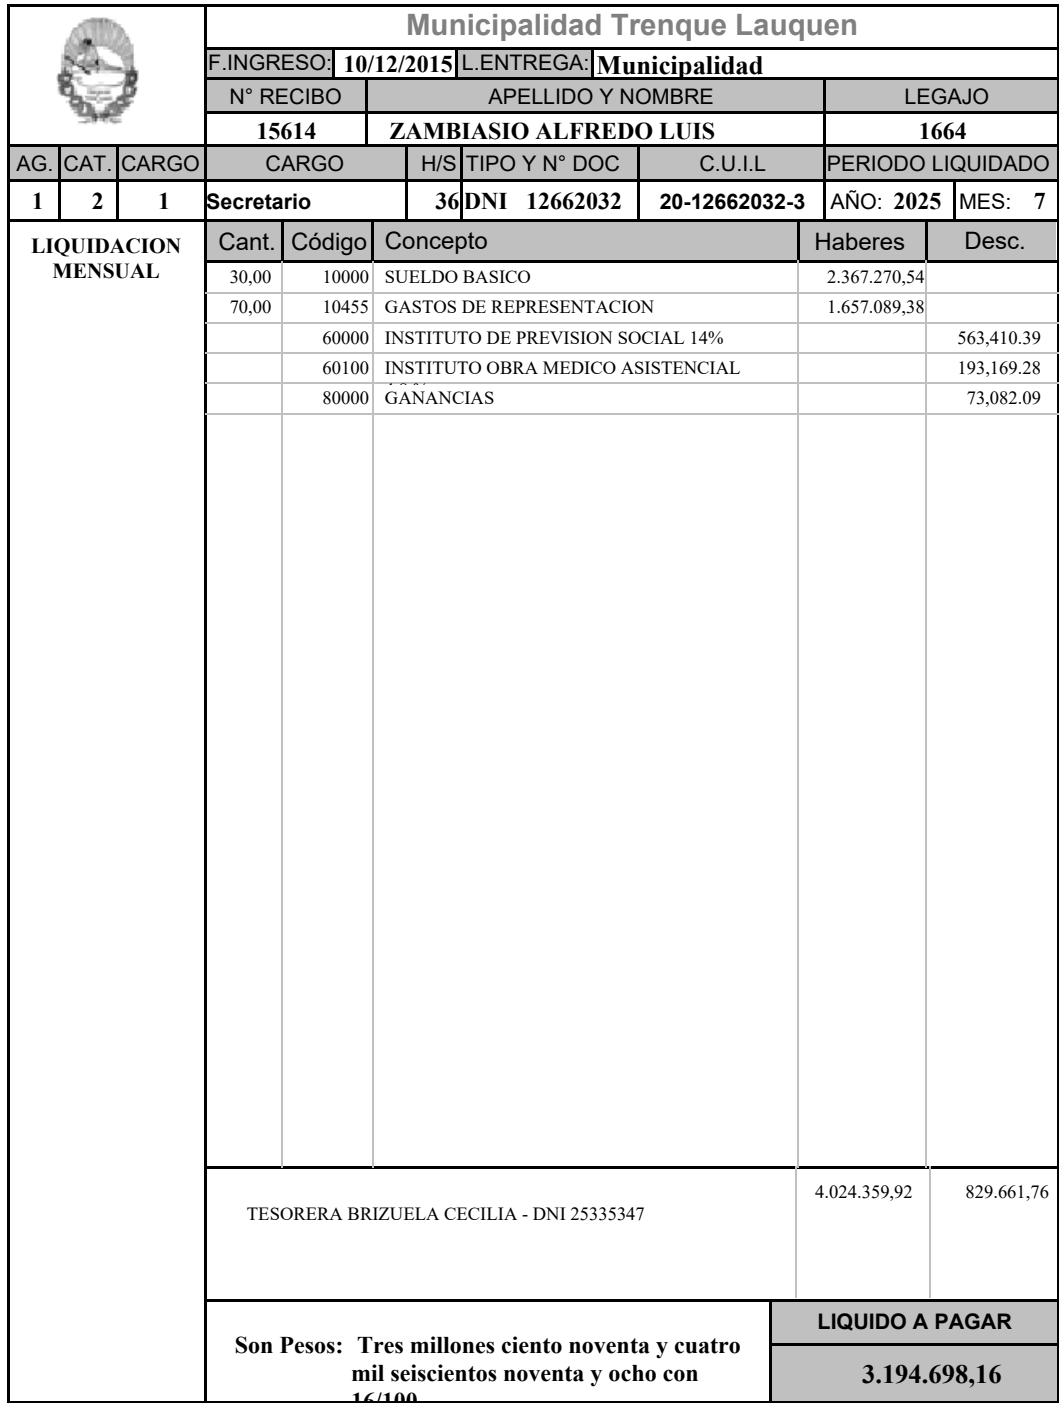 Municipalidad Trenque Lauquen
F.INGRESO: 10/12/2015 L.ENTREGA: Municipalidad
N° RECIBO APELLIDO Y NOMBRE LEGAJO
15614 ZAMBIASIO ALFREDO LUIS 1664
AG. CAT. CARGO CARGO H/S TIPO Y N° DOC C.U.I.L PERIODO LIQUIDADO
1 2 1 Secretario 36 DNI 12662032 20-12662032-3 AÑO: 2025 MES: 7
LIQUIDACION
MENSUAL
Cant. Código Concepto Haberes Desc.
30,00 10000 SUELDO BASICO 2.367.270,54
70,00 10455 GASTOS DE REPRESENTACION 1.657.089,38
60000 INSTITUTO DE PREVISION SOCIAL 14% 563,410.39
60100 INSTITUTO OBRA MEDICO ASISTENCIAL 193,169.28
80000 GANANCIAS 73,082.09
4.024.359,92 829.661,76
TESORERA BRIZUELA CECILIA - DNI 25335347
LIQUIDO A PAGAR
Son Pesos: Tres millones ciento noventa y cuatro
mil seiscientos noventa y ocho con
16/100
3.194.698,16